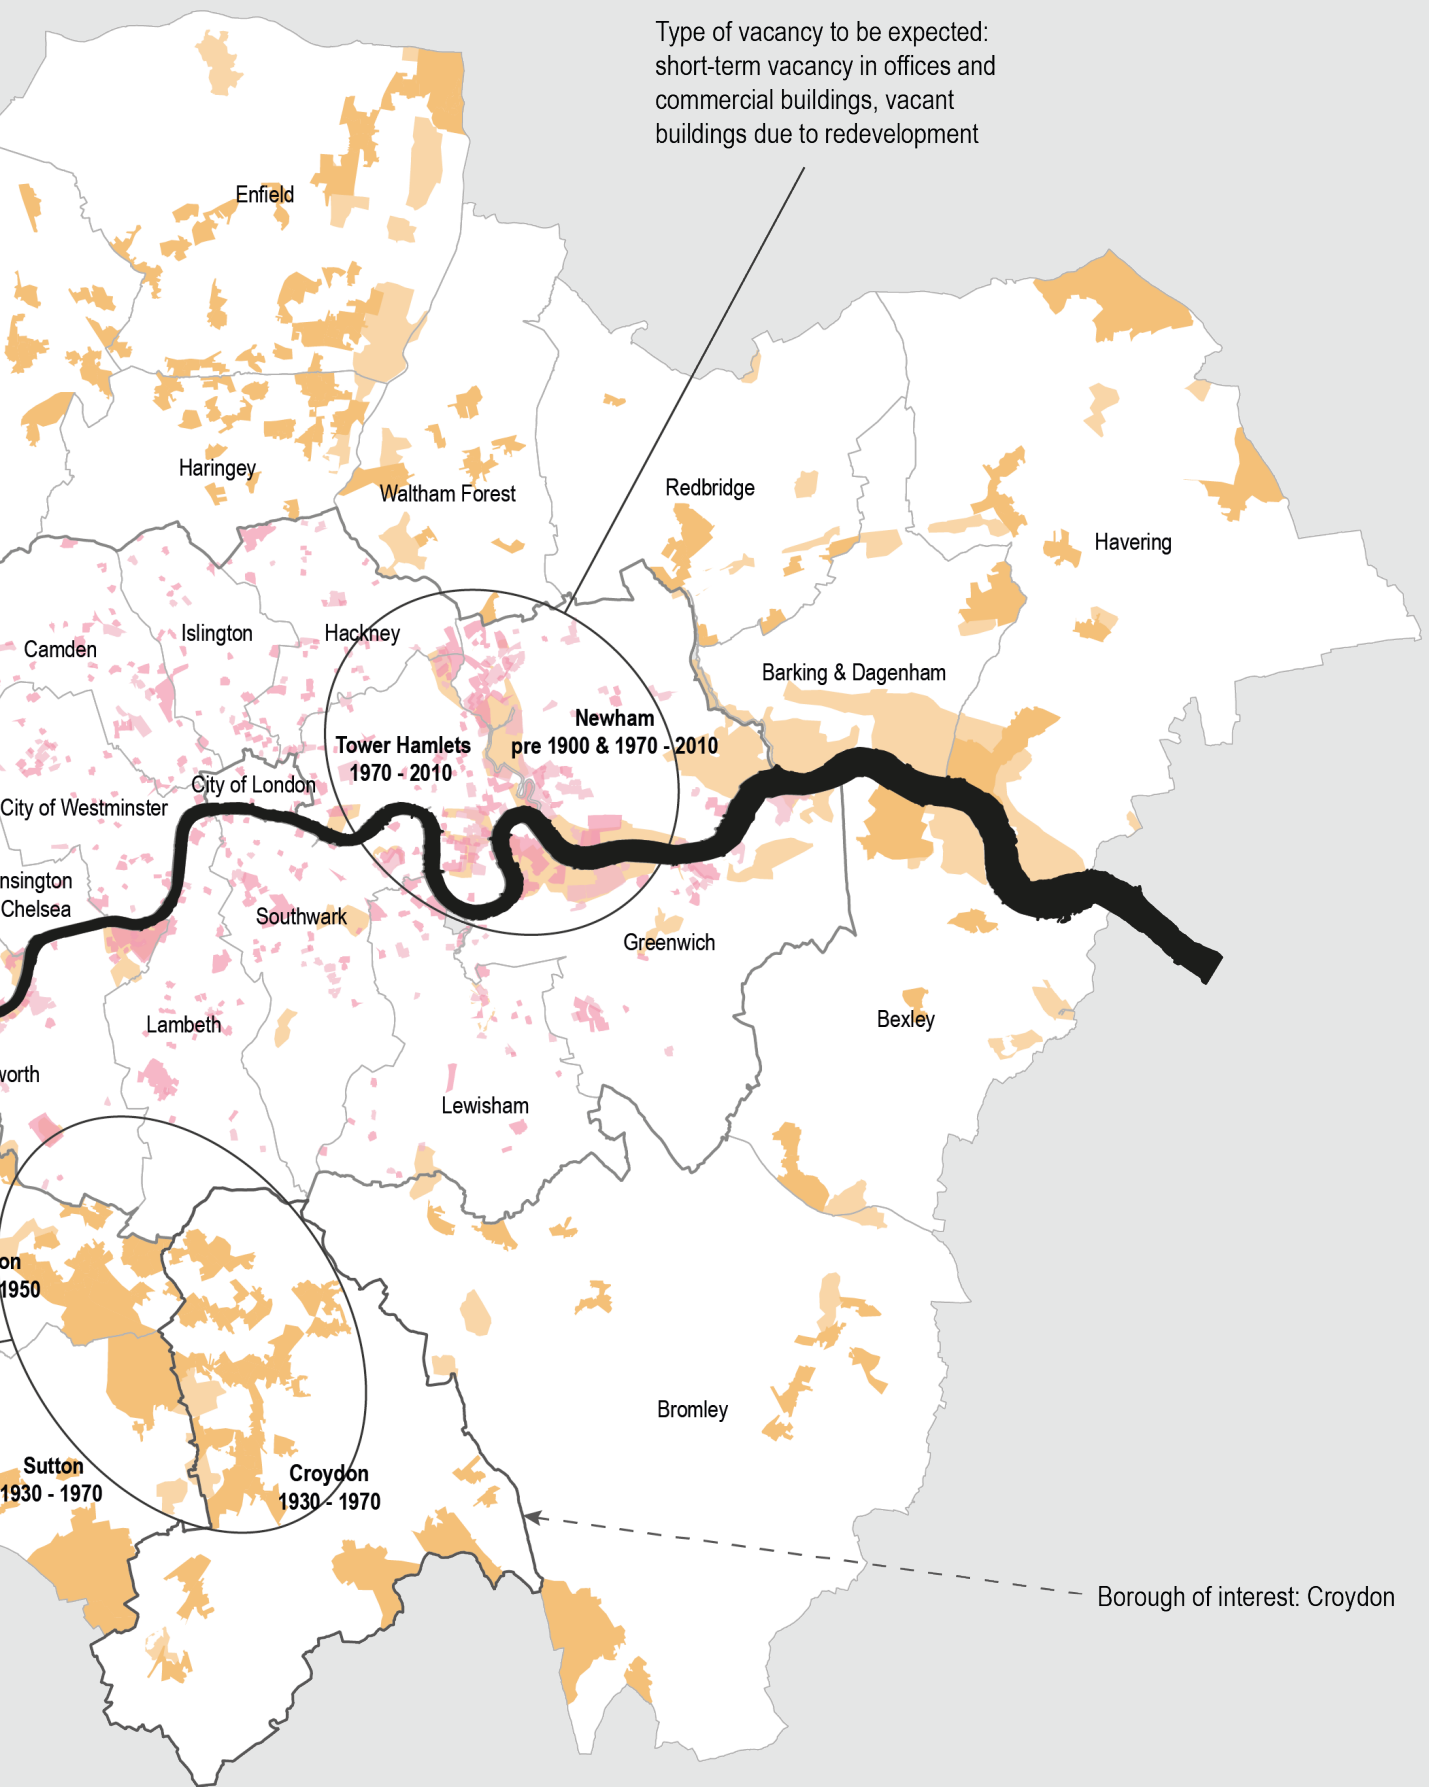 Type of vacancy to be expected:
short-term vacancy in offices and
commercial buildings, vacant
buildings due to redevelopment
Enfield
Haringey
Waltham Forest
Redbridge
Havering
Camden
Islington
Hackney
Barking & Dagenham
Newham
pre 1900 & 1970 - 2010
Tower Hamlets
1970 - 2010
City of London
City of Westminster
nsington
Chelsea
Southwark
Greenwich
Lambeth
Bexley
worth
Lewisham
on
1950
Bromley
Sutton
1930 - 1970
Croydon
1930 - 1970
Borough of interest: Croydon